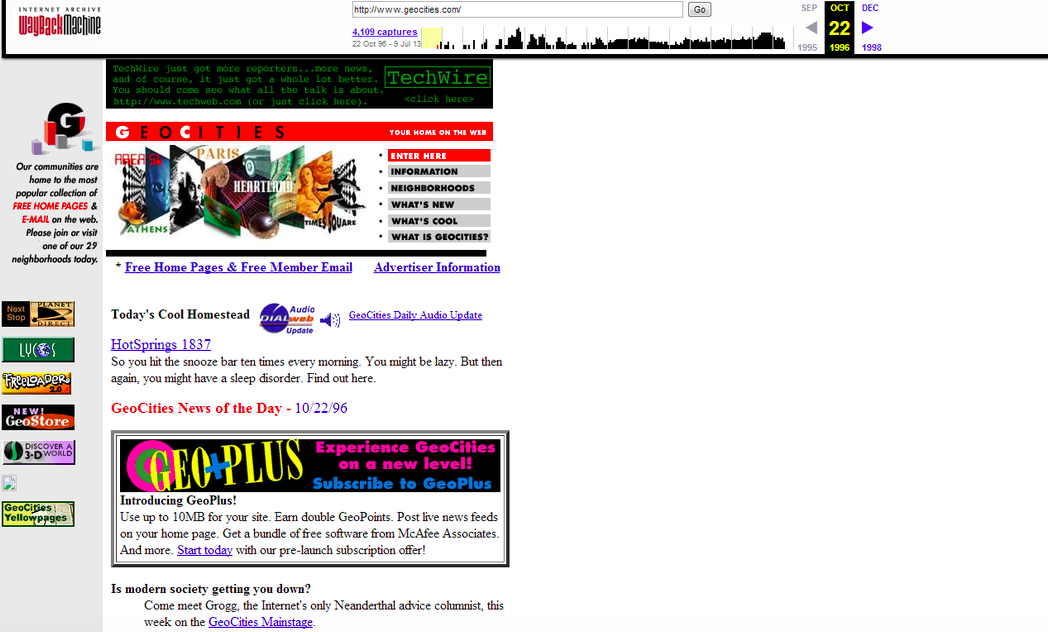 INTERNET ARCHIVE
WayBackMachine
http://www.geocities.com/
Go
4,109 captures
22 Oct 96 - 9 Jul 13
SEP OCT DEC
22
1995 1996 1998
TechWire just got more reporters...more news,
and of course, it just got a whole lot better.
You should come see what all the talk is about.
http://www.techweb.com (or just click here).
TechWire
<click here>
G
Our communities are
home to the most
popular collection of
FREE HOME PAGES &
E-MAIL on the web.
Please join or visit
one of our 29
neighborhoods today.
GEOCITIES
YOUR HOME ON THE WEB
AREA 51
PARIS
HEARTLAND
ATHENS
TIMES SQUARE
• ENTER HERE
• INFORMATION
• NEIGHBORHOODS
• WHAT'S NEW
• WHAT'S COOL
• WHAT IS GEOCITIES?
* Free Home Pages & Free Member Email Advertiser Information
Next
Stop
PLANET
DIRECT
LYCOS
FREELOADER
2.0
NEW!
GeoStore
DISCOVER A
3-D WORLD
GeoCities
Yellowpages
Today's Cool Homestead
Audio
DIAL web
Update
GeoCities Daily Audio Update
HotSprings 1837
So you hit the snooze bar ten times every morning. You might be lazy. But then
again, you might have a sleep disorder. Find out here.
GeoCities News of the Day - 10/22/96
GEO+PLUS
Experience GeoCities
on a new level!
Subscribe to GeoPlus
Introducing GeoPlus!
Use up to 10MB for your site. Earn double GeoPoints. Post live news feeds
on your home page. Get a bundle of free software from McAfee Associates.
And more. Start today with our pre-launch subscription offer!
Is modern society getting you down?
Come meet Grogg, the Internet's only Neanderthal advice columnist, this
week on the GeoCities Mainstage.